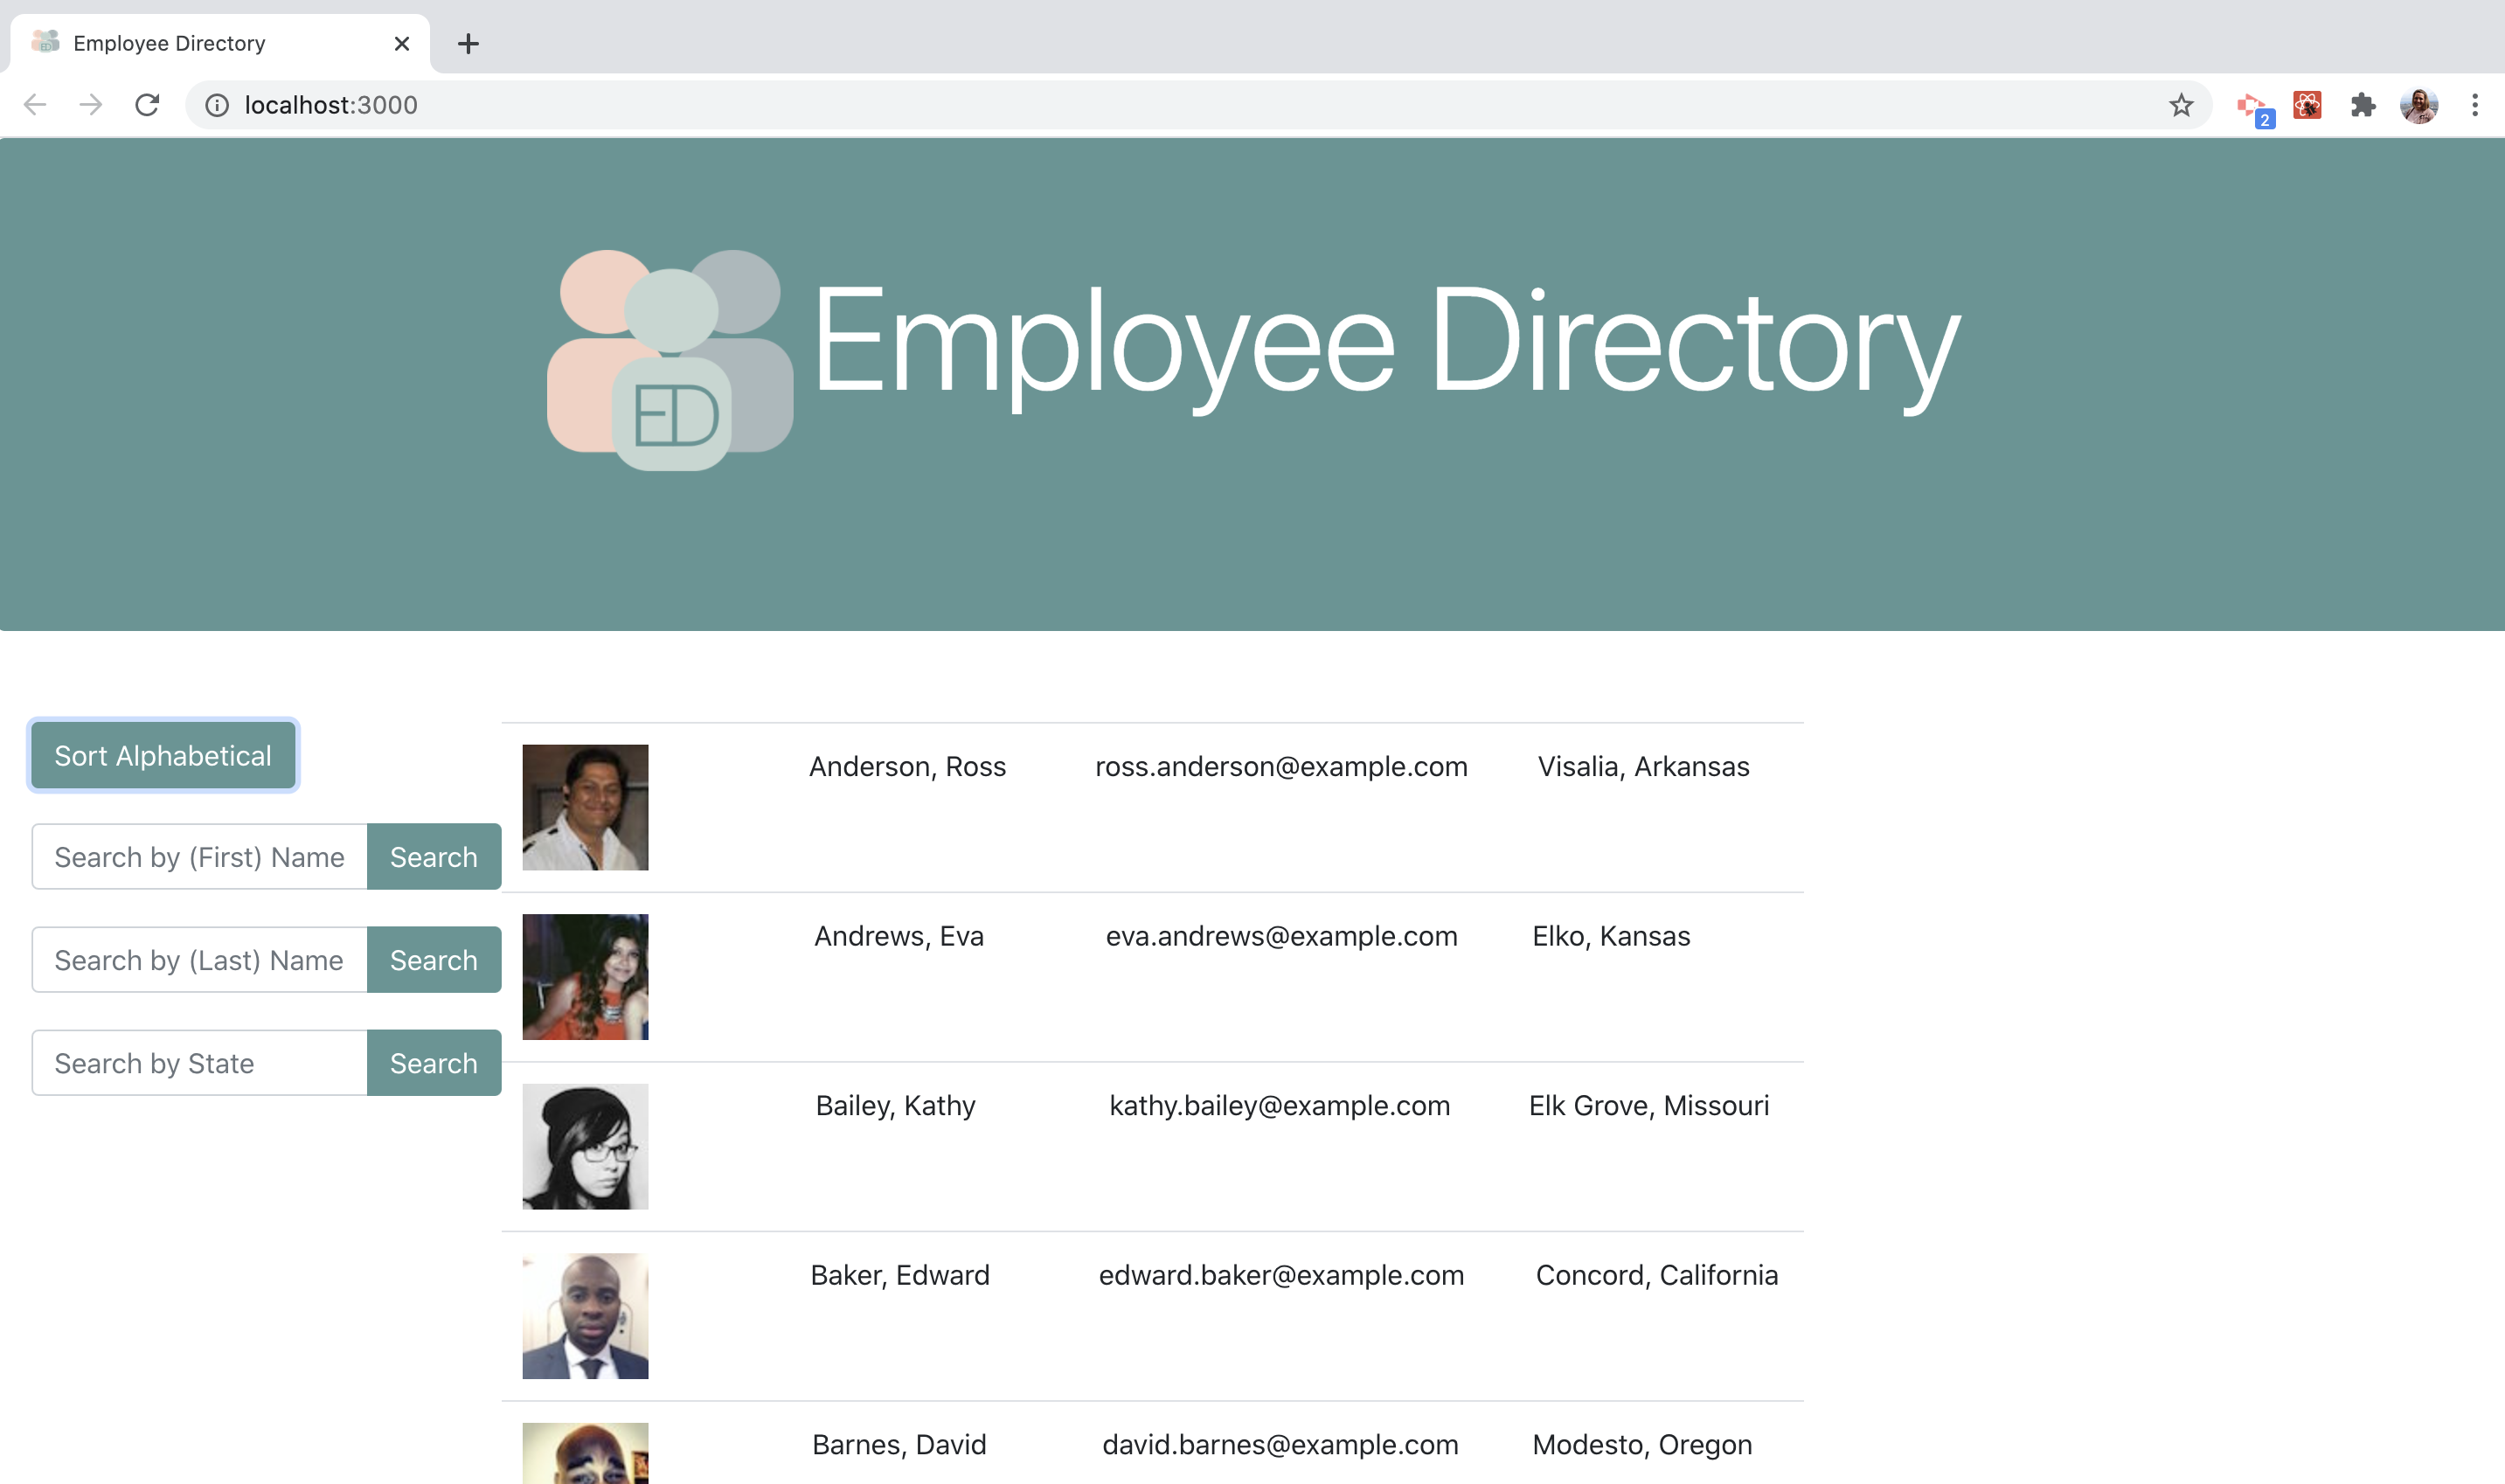 Employee Directory
localhost:3000
2
ED
Employee Directory
ED
Sort Alphabetical
Search by (First) Name Search
Search by (Last) Name Search
Search by State Search
Anderson, Ross ross.anderson@example.com Visalia, Arkansas
Andrews, Eva eva.andrews@example.com Elko, Kansas
Bailey, Kathy kathy.bailey@example.com Elk Grove, Missouri
Baker, Edward edward.baker@example.com Concord, California
Barnes, David david.barnes@example.com Modesto, Oregon